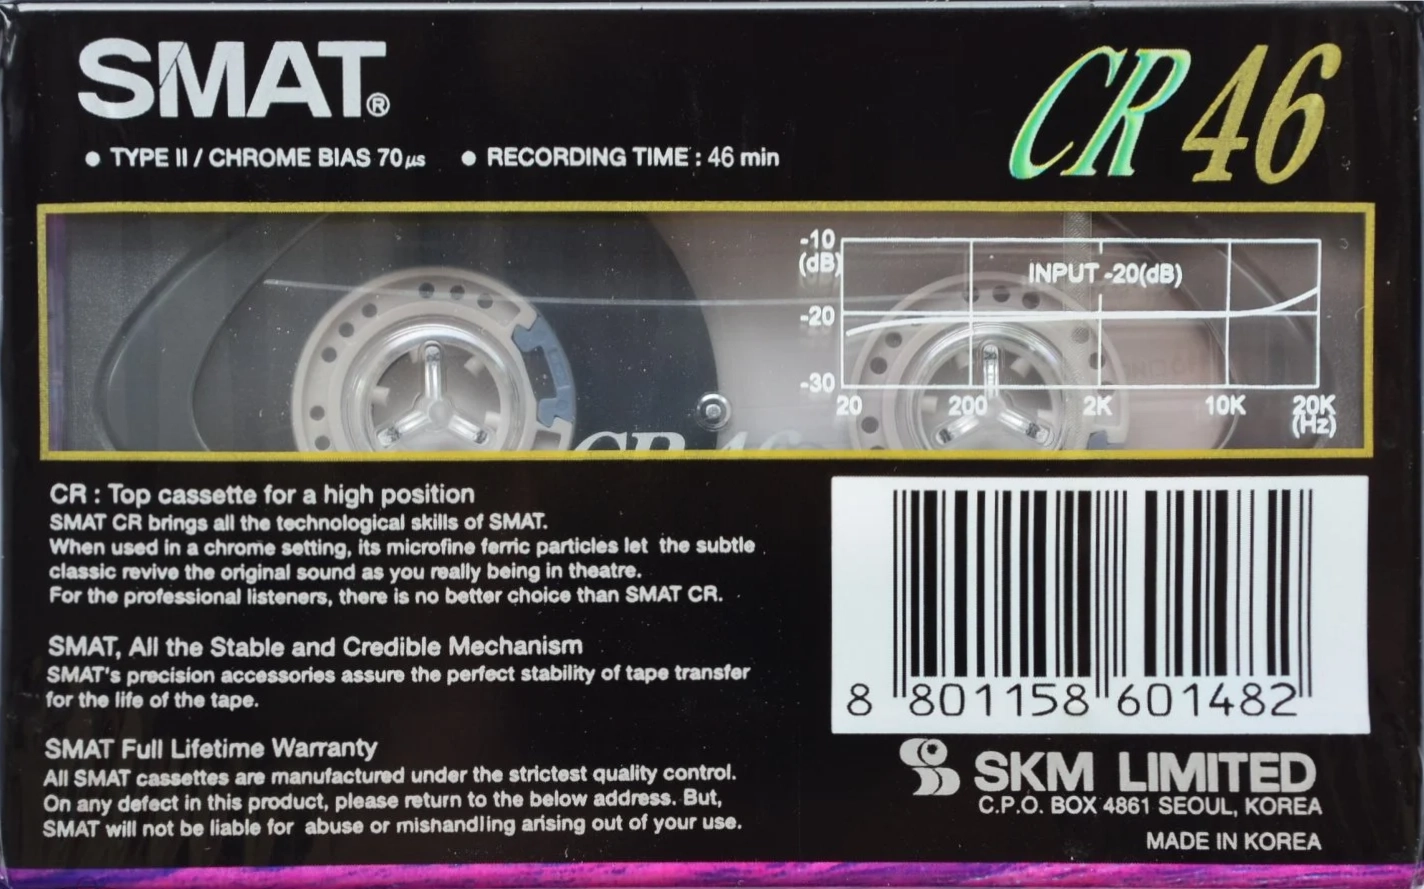 SMAT®
• TYPE II / CHROME BIAS 70μs • RECORDING TIME : 46 min
CR 46
-10
(dB)
INPUT -20(dB)
-20
-30
20 200 2K 10K 20K
(Hz)
CR 46
CR : Top cassette for a high position
SMAT CR brings all the technological skills of SMAT.
When used in a chrome setting, its microfine ferric particles let the subtle
classic revive the original sound as you really being in theatre.
For the professional listeners, there is no better choice than SMAT CR.
SMAT, All the Stable and Credible Mechanism
SMAT's precision accessories assure the perfect stability of tape transfer
for the life of the tape.
SMAT Full Lifetime Warranty
All SMAT cassettes are manufactured under the strictest quality control.
On any defect in this product, please return to the below address. But,
SMAT will not be liable for abuse or mishandling arising out of your use.
8 801158 601482
SKM LIMITED
C.P.O. BOX 4861 SEOUL, KOREA
MADE IN KOREA